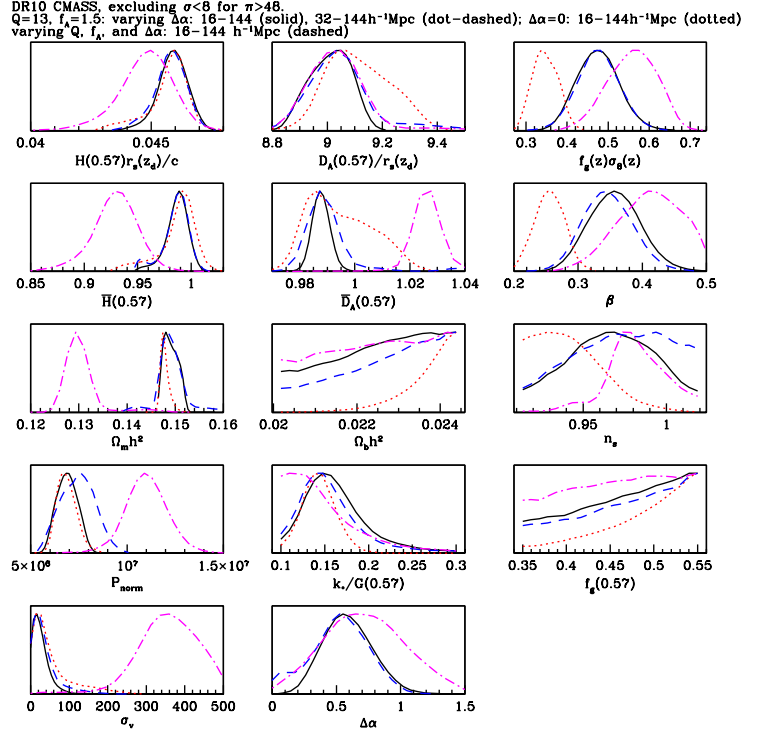 DR10 CMASS, excluding σ<8 for π>48.
Q=13, f_A=1.5: varying Δα: 16-144 (solid), 32-144h⁻¹Mpc (dot-dashed); Δα=0: 16-144h⁻¹Mpc (dotted)
varying Q, f_A, and Δα: 16-144 h⁻¹Mpc (dashed)
0.04 0.045
H(0.57)r_s(z_d)/c
8.8 9 9.2 9.4
D_A(0.57)/r_s(z_d)
0.3 0.4 0.5 0.6 0.7
f_g(z)σ_8(z)
0.85 0.9 0.95 1
H̅(0.57)
0.98 1 1.02 1.04
D̅_A(0.57)
0.2 0.3 0.4 0.5
β
0.12 0.13 0.14 0.15 0.16
Ω_mh²
0.02 0.022 0.024
Ω_bh²
0.95 1
n_s
5×10⁶ 10⁷ 1.5×10⁷
P_norm
0.1 0.15 0.2 0.25 0.3
k_*/G(0.57)
0.35 0.4 0.45 0.5 0.55
f_g(0.57)
0 100 200 300 400 500
σ_v
0 0.5 1 1.5
Δα